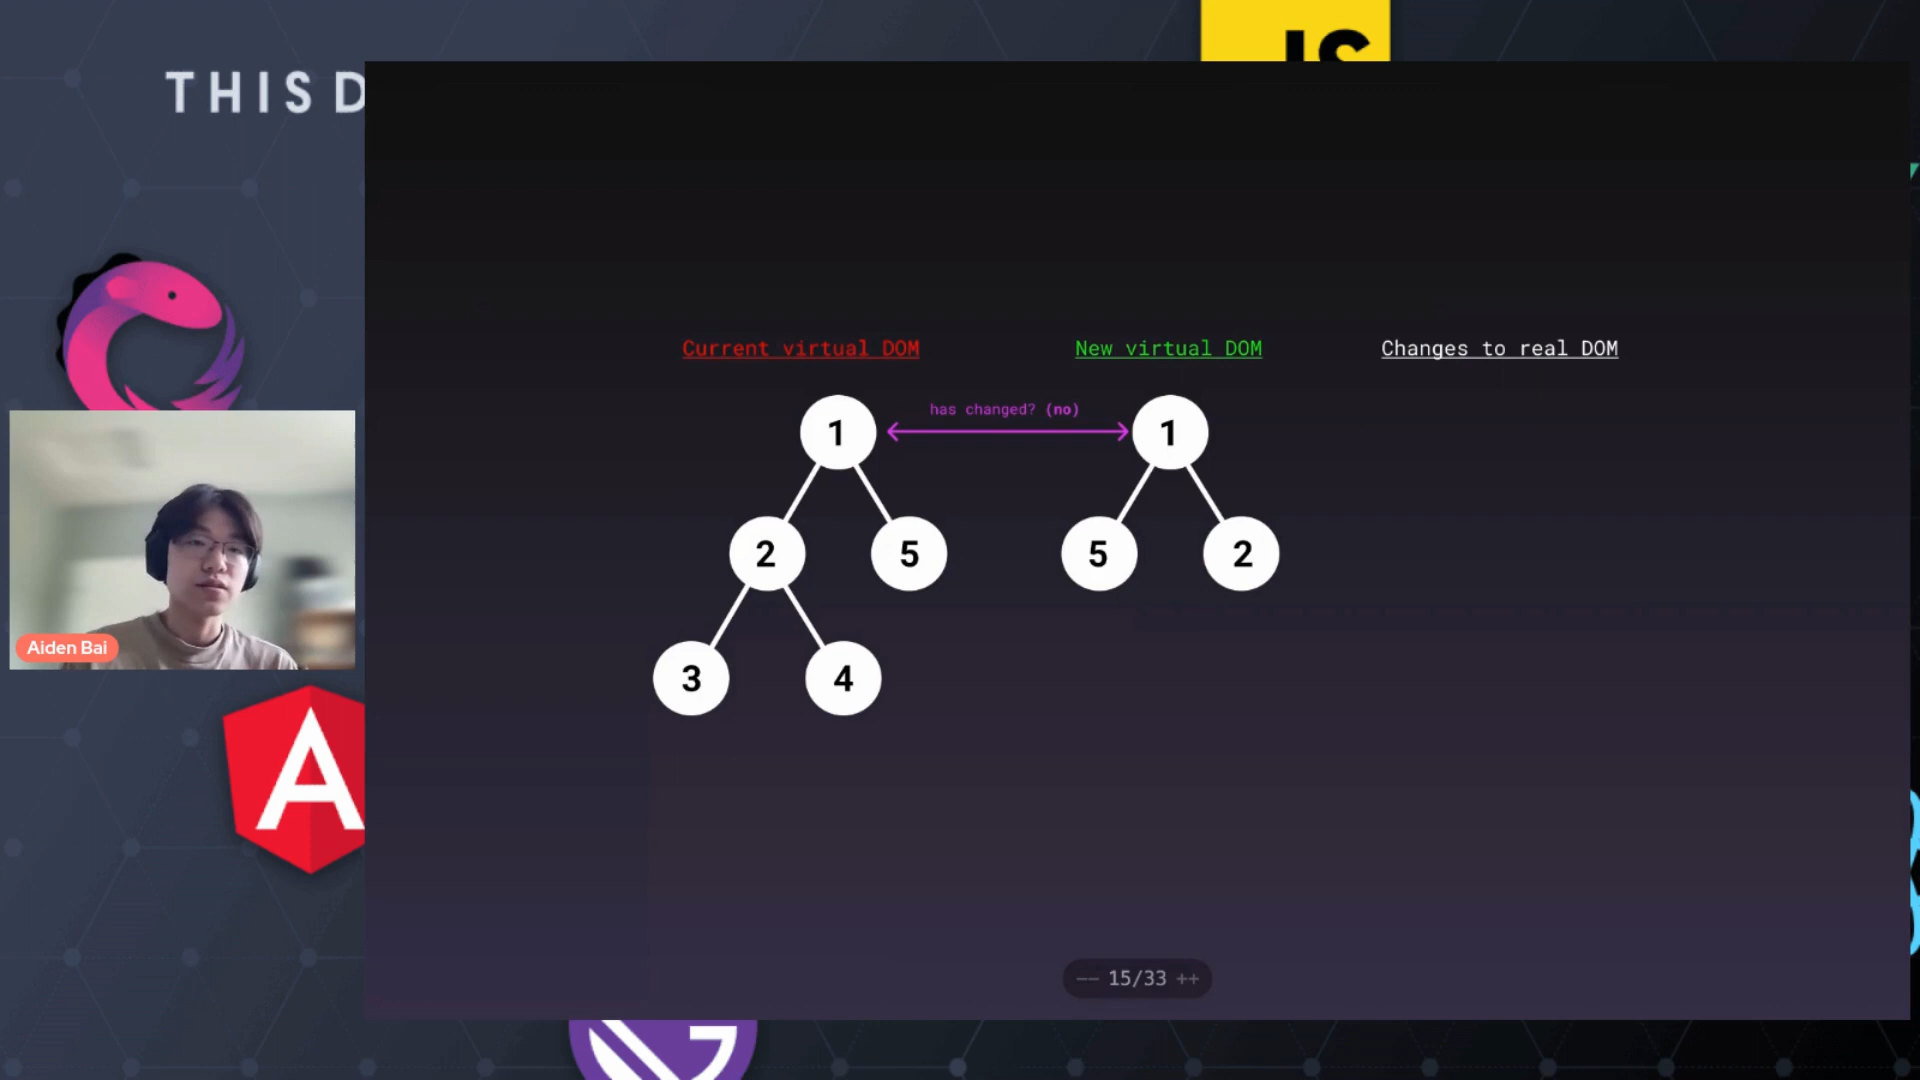 THIS D
JS
Current virtual DOM
New virtual DOM
Changes to real DOM
has changed? (no)
1
1
2
5
5
2
3
4
Aiden Bai
A
-- 15/33 ++